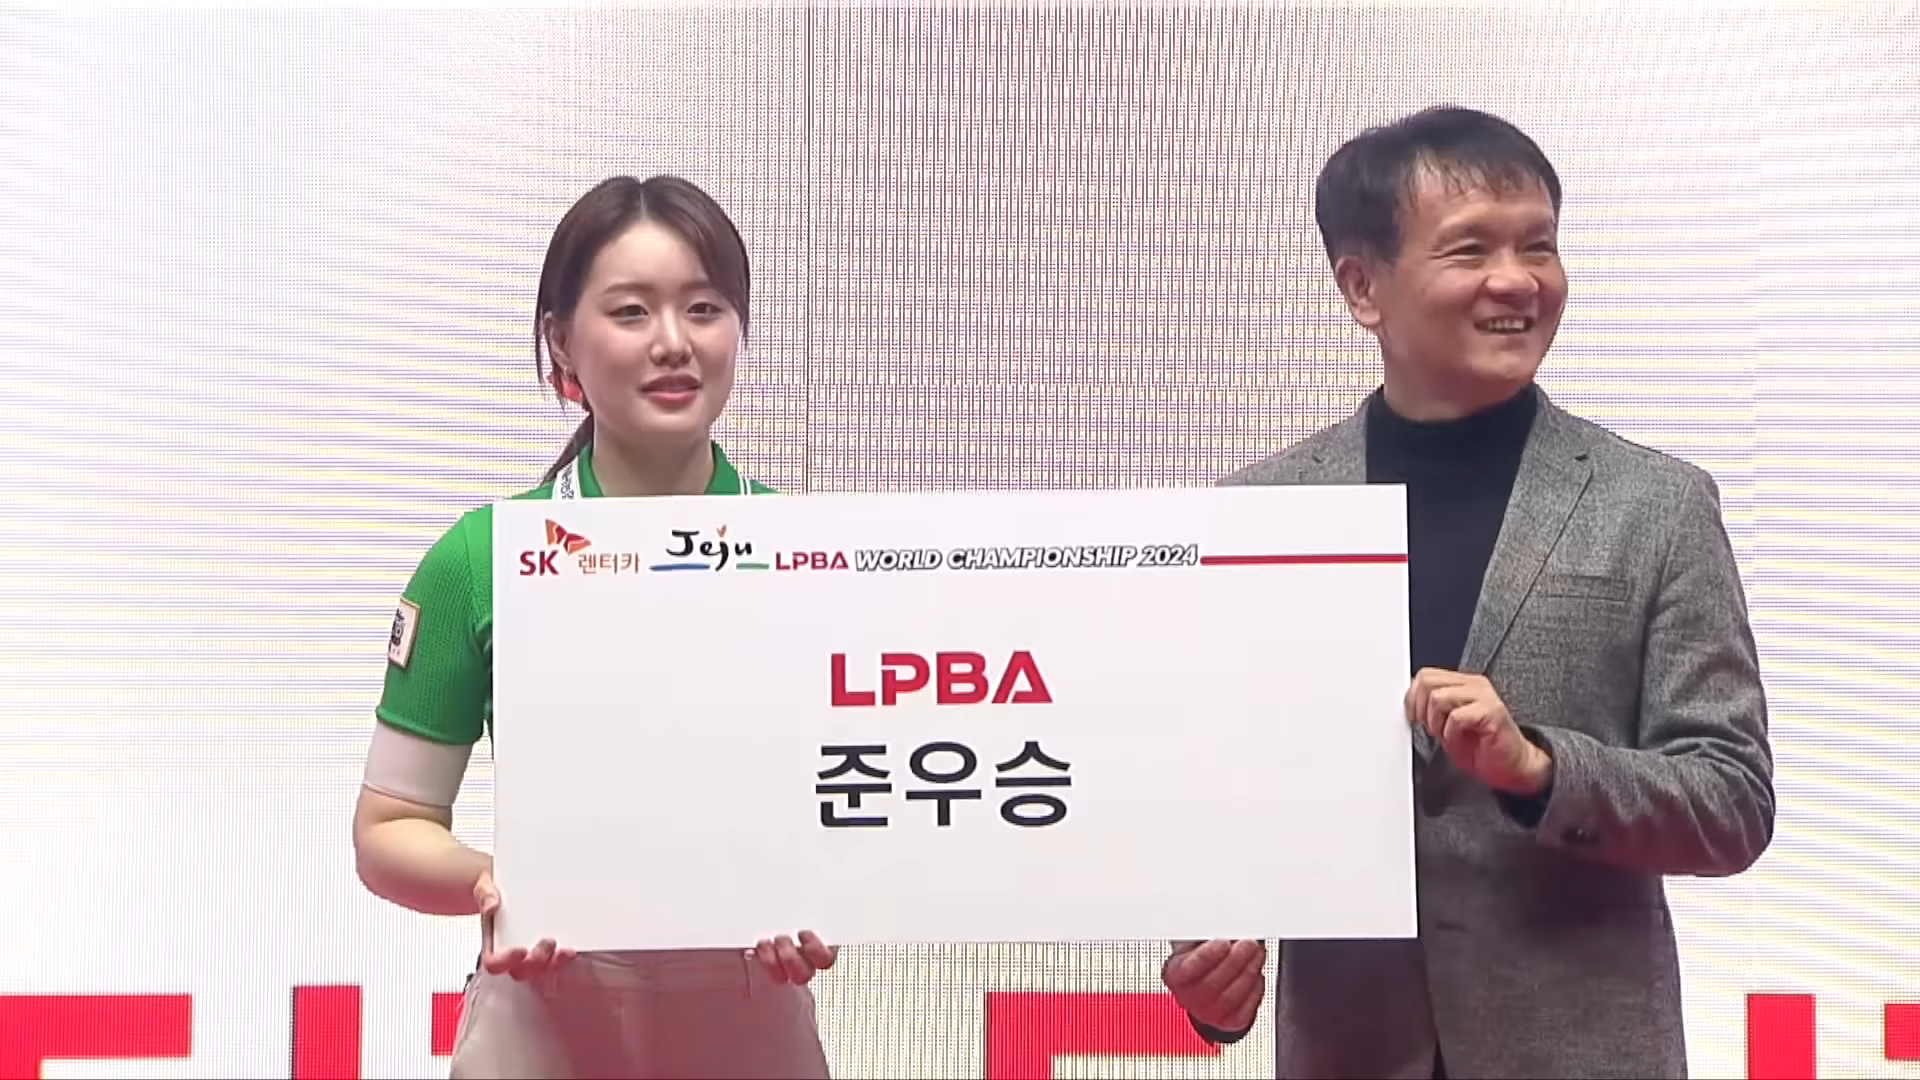 SK 렌터카 Jeju LPBA WORLD CHAMPIONSHIP 2024
LPBA
준우승